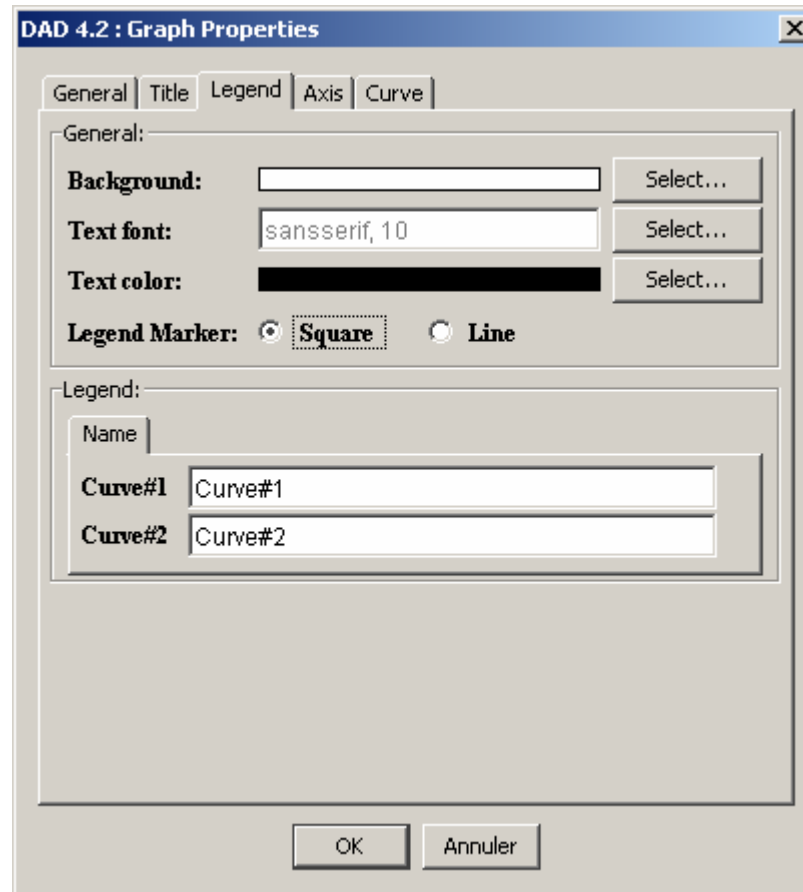 DAD 4.2 : Graph Properties
General Title Legend Axis Curve
General:
Background: Select...
Text font: sansserif, 10 Select...
Text color: Select...
Legend Marker: Square Line
Legend:
Name
Curve#1 Curve#1
Curve#2 Curve#2
OK Annuler